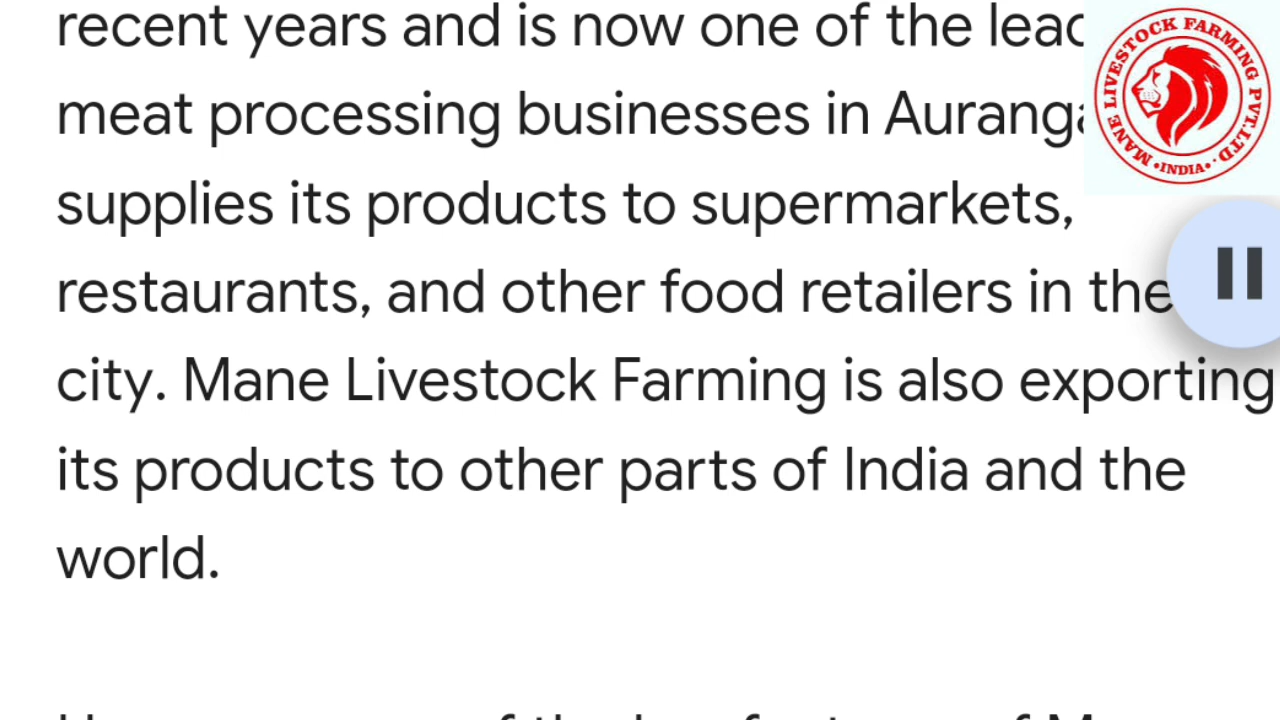 recent years and is now one of the
meat processing businesses in
supplies its products to supermarkets,
restaurants, and other food retailers in the
city. Mane Livestock Farming is also exporting
its products to other parts of India and the
world.
MANE LIVESTOCK FARMING PVT.LTD
•INDIA•